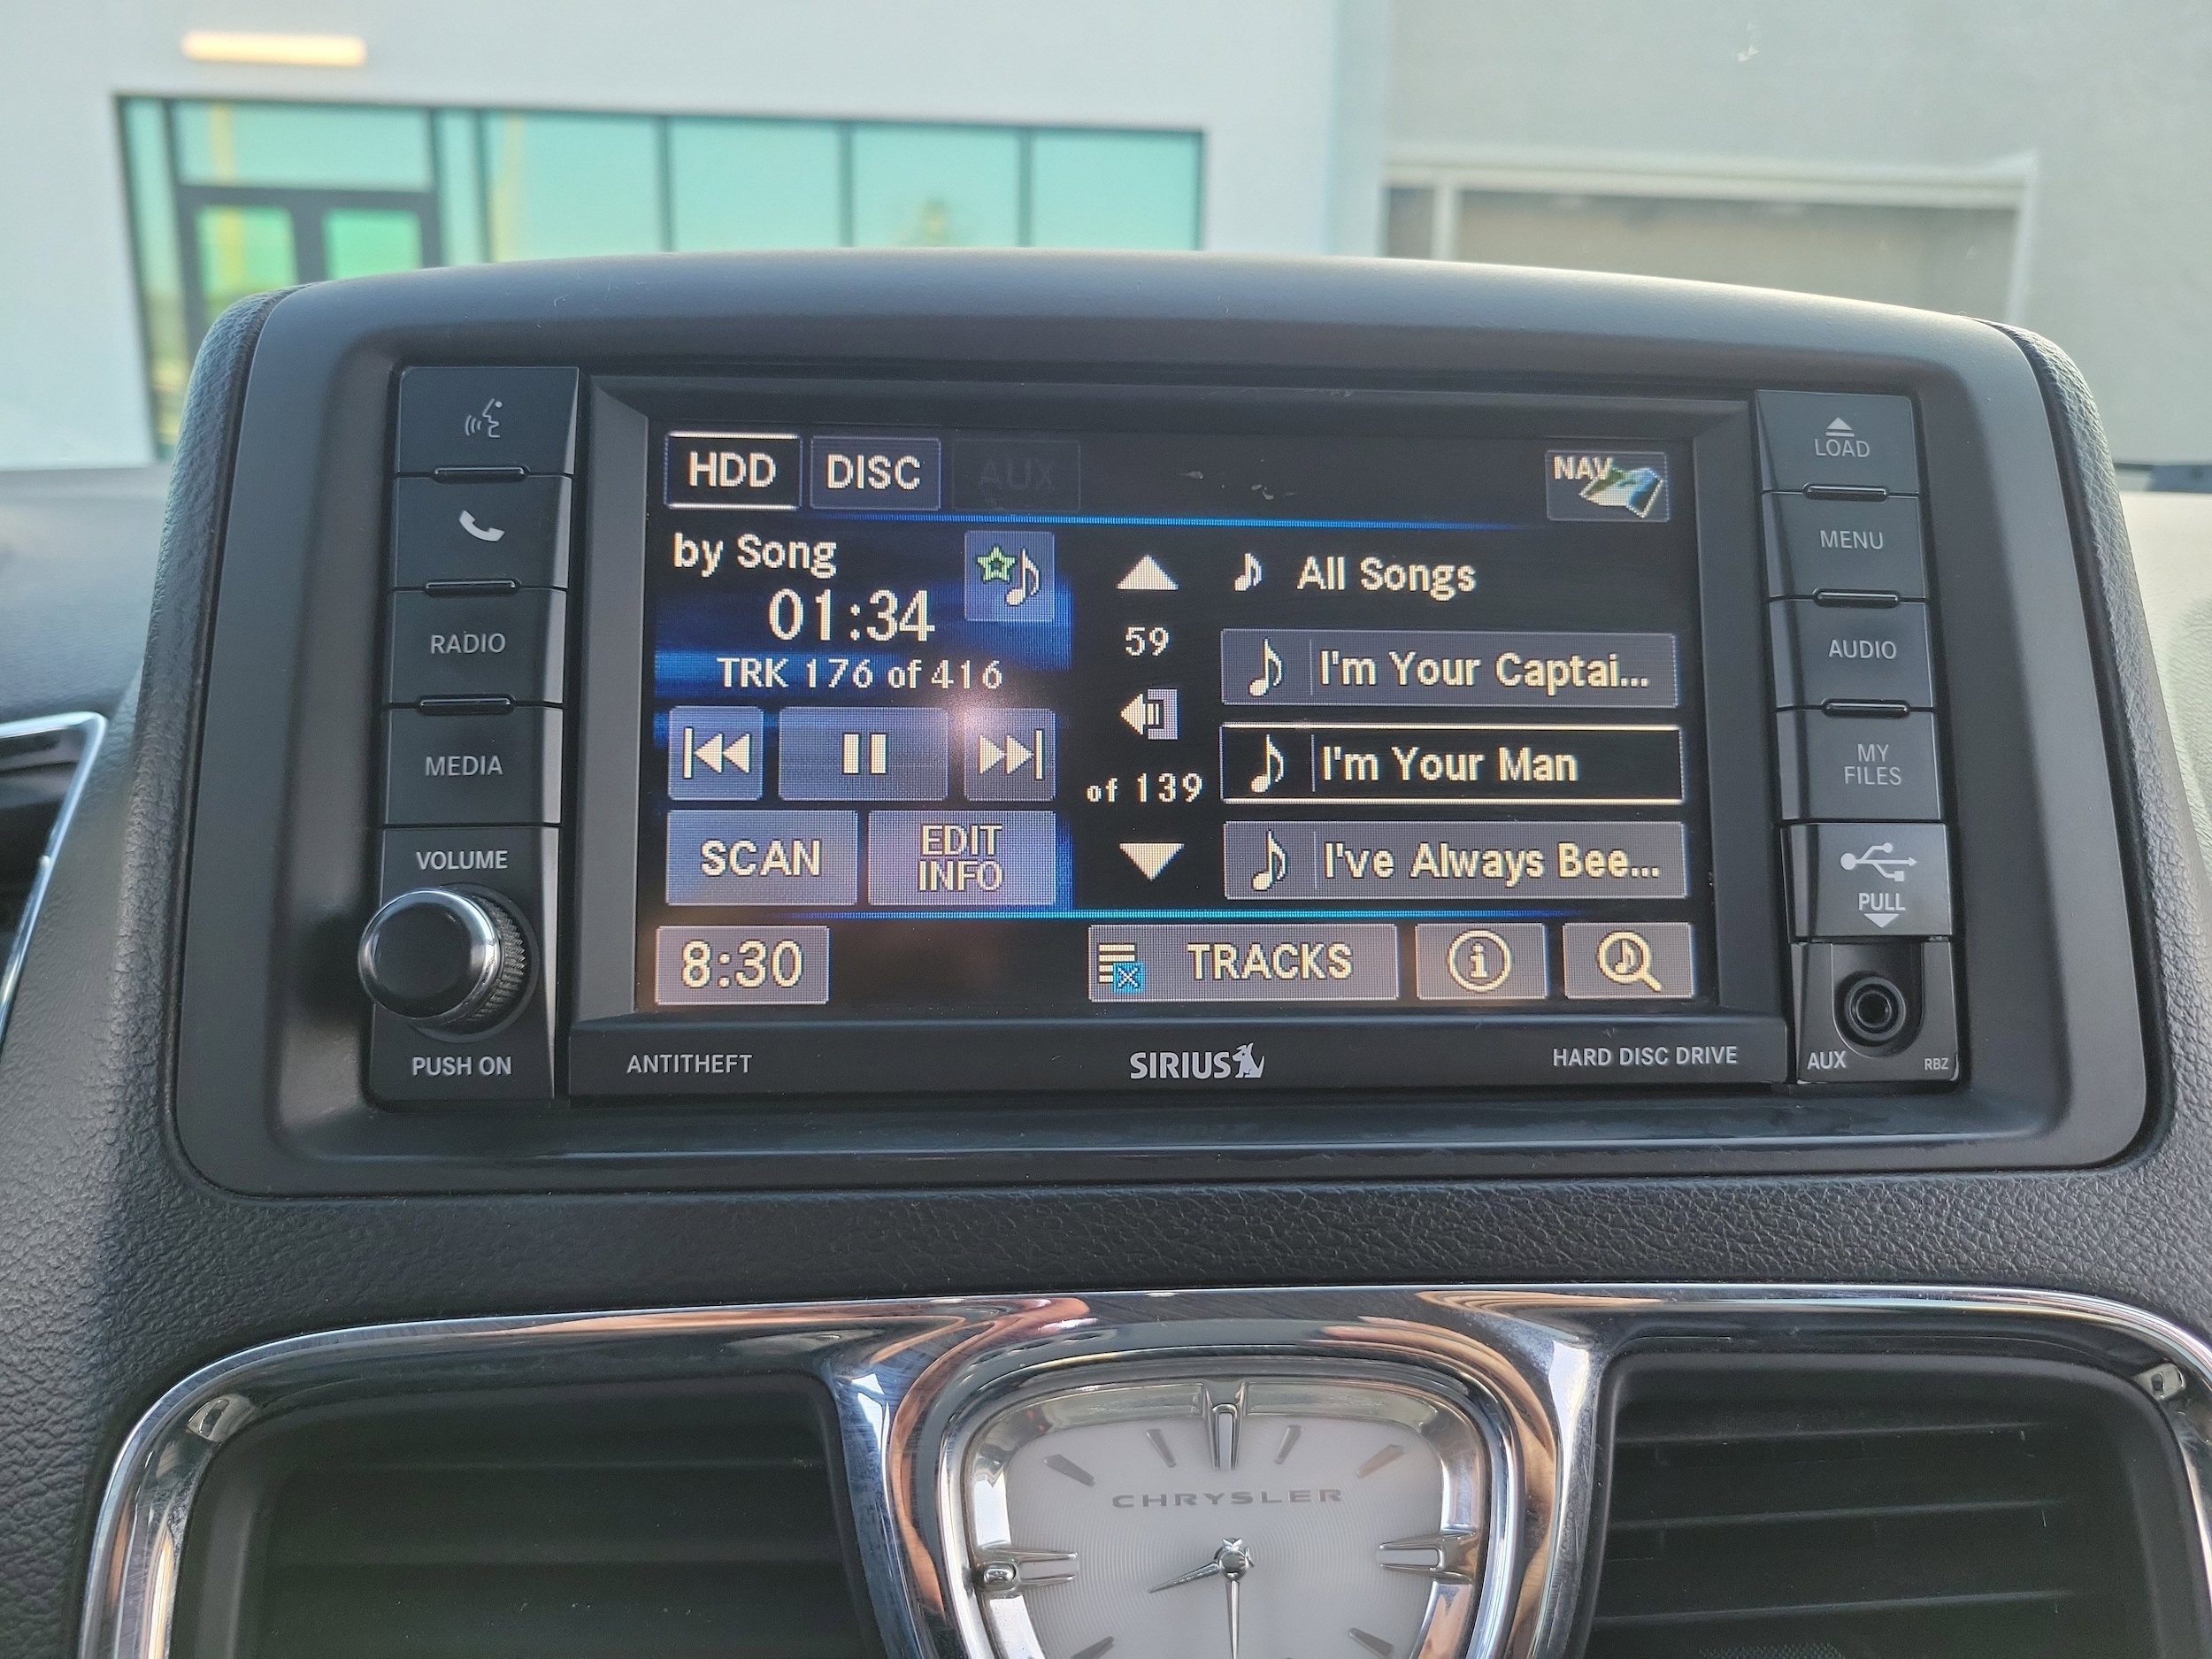 HDD DISC AUX NAV
by Song
01:34
TRK 176 of 416
SCAN
EDIT
INFO
8:30
59
of 139
All Songs
I'm Your Captai...
I'm Your Man
I've Always Bee...
TRACKS
RADIO
MEDIA
VOLUME
PUSH ON
LOAD
MENU
AUDIO
MY
FILES
PULL
AUX RBZ
ANTITHEFT
SIRIUS
HARD DISC DRIVE
CHRYSLER